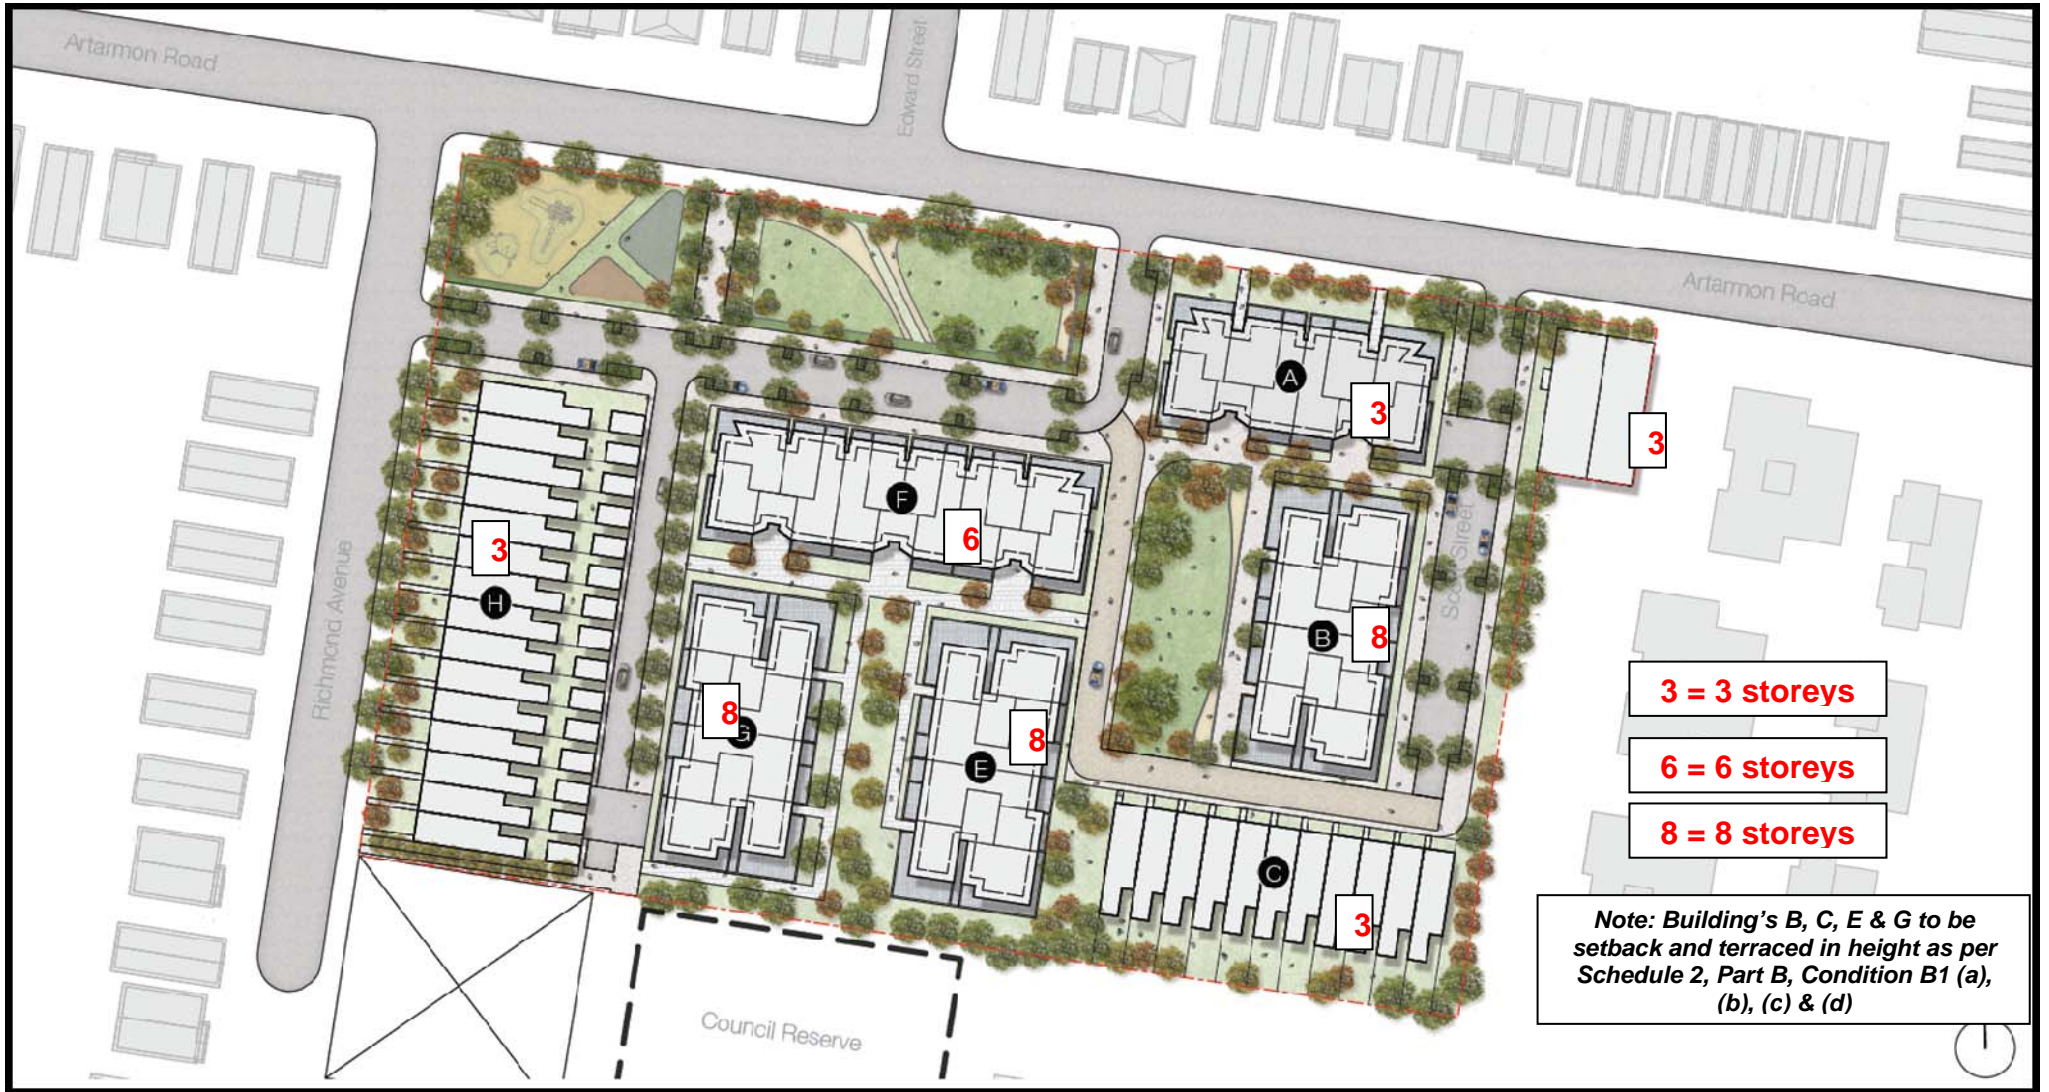 Artarmon Road
Edward Street
Artarmon Road
A
3
3
F
6
3
H
Richmond Avenue
Scott Street
B
8
8
G
E
8
C
3
3 = 3 storeys
6 = 6 storeys
8 = 8 storeys
Note: Building's B, C, E & G to be
setback and terraced in height as per
Schedule 2, Part B, Condition B1 (a),
(b), (c) & (d)
Council Reserve